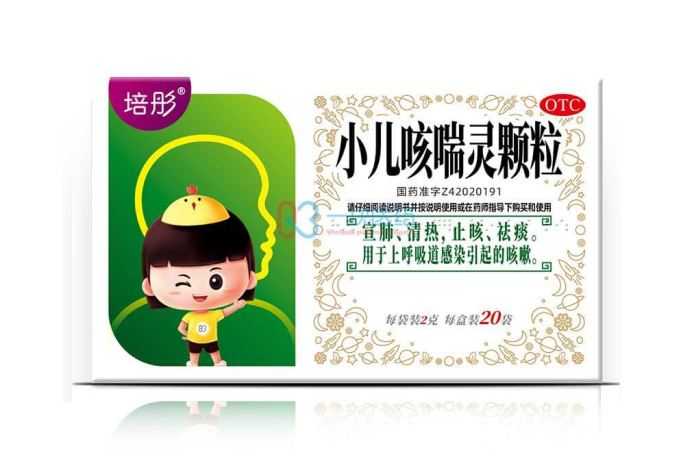 培彤®
OTC
小儿咳喘灵颗粒
国药准字Z42020191
请仔细阅读说明书并按说明使用或在药师指导下购买和使用
宣肺、清热,止咳、祛痰。
用于上呼吸道感染引起的咳嗽。
每袋装2克 每盒装20袋
83